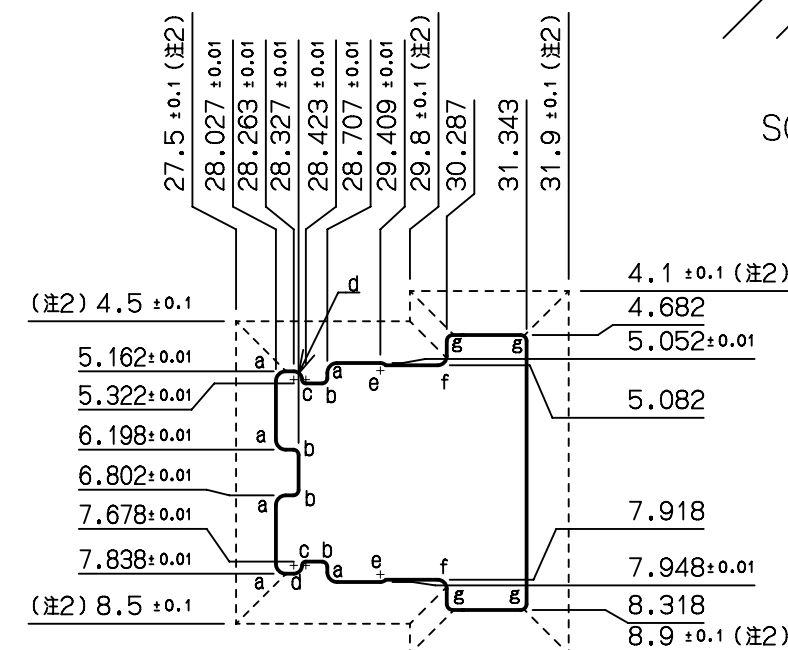 27.5 ±0.1 (注2)
28.027 ±0.01
28.263 ±0.01
28.327 ±0.01
28.423 ±0.01
28.707 ±0.01
29.409 ±0.01
29.8 ±0.1 (注2)
30.287
31.343
31.9 ±0.1 (注2)
d
(注2) 4.5 ±0.1
5.162±0.01
5.322±0.01
6.198±0.01
6.802±0.01
7.678±0.01
7.838±0.01
(注2) 8.5 ±0.1
4.1 ±0.1 (注2)
4.682
5.052±0.01
5.082
7.918
7.948±0.01
8.318
8.9 ±0.1 (注2)
a
a
g
g
c
b
e
f
a
b
a
b
c
b
a
e
f
a
d
g
g